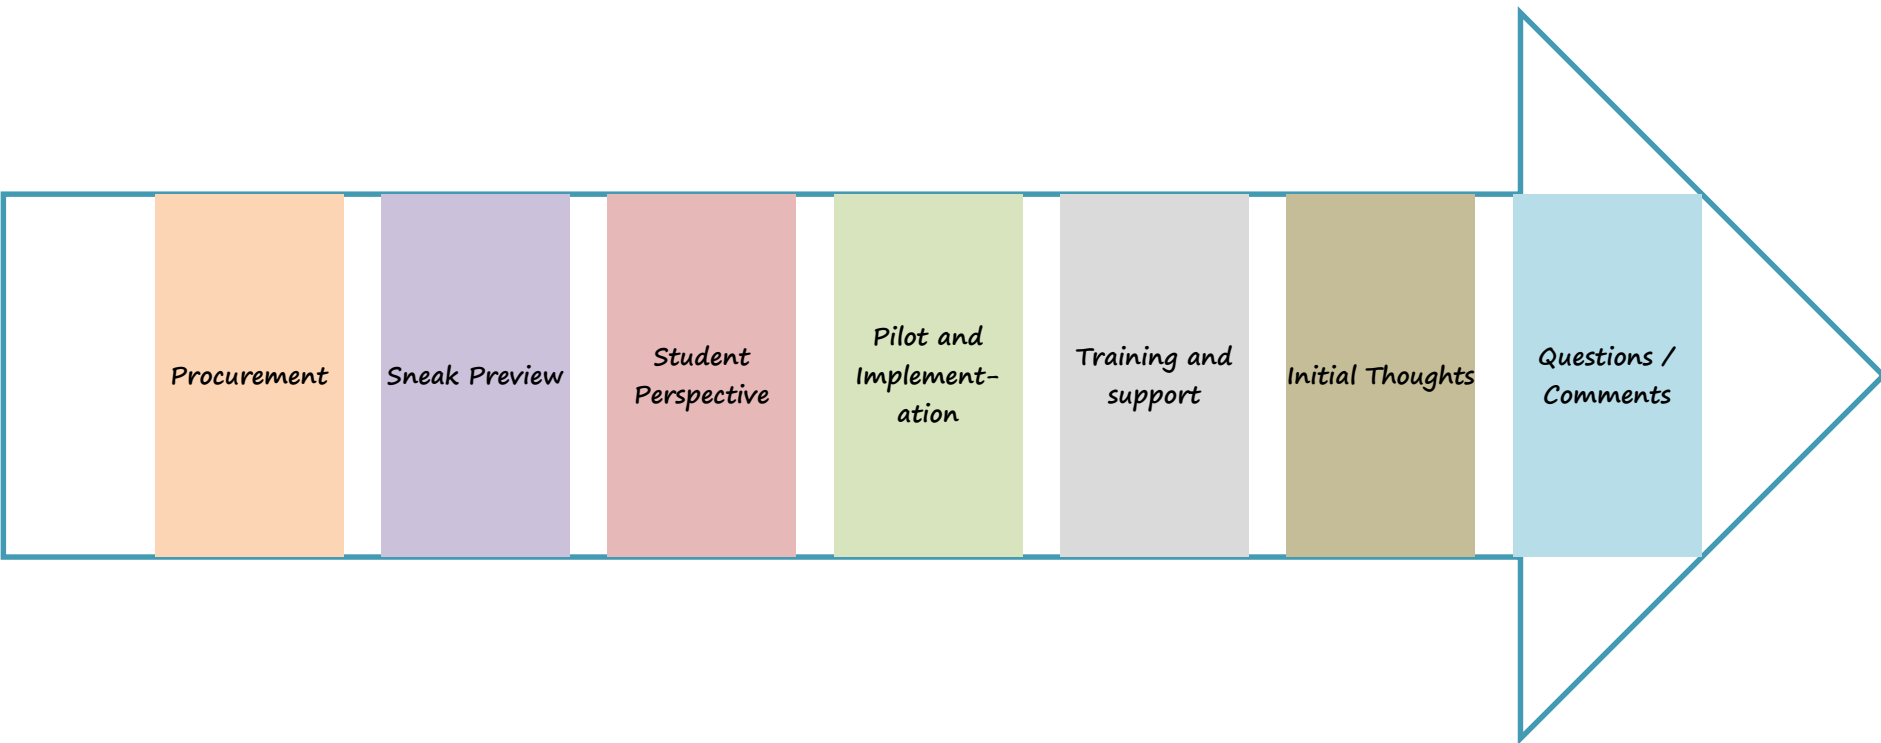 Procurement
Sneak Preview
Student
Perspective
Pilot and
Implement-
ation
Training and
support
Initial Thoughts
Questions /
Comments